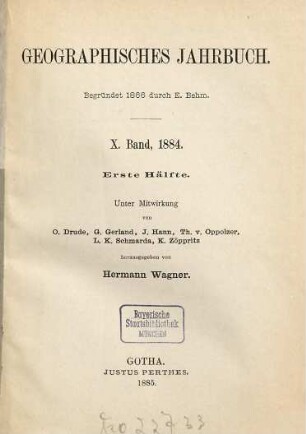 GEOGRAPHISCHES JAHRBUCH.
Begründet 1866 durch E. Behm.
X. Band, 1884.
Erste Hälfte.
Unter Mitwirkung
von
O. Drude, G. Gerland, J. Hann, Th. v. Oppolzer,
L. K. Schmarda, K. Zöppritz
herausgegeben von
Hermann Wagner.
Bayerische
Staatsbibliothek
MÜNCHEN
GOTHA.
JUSTUS PERTHES.
1885.